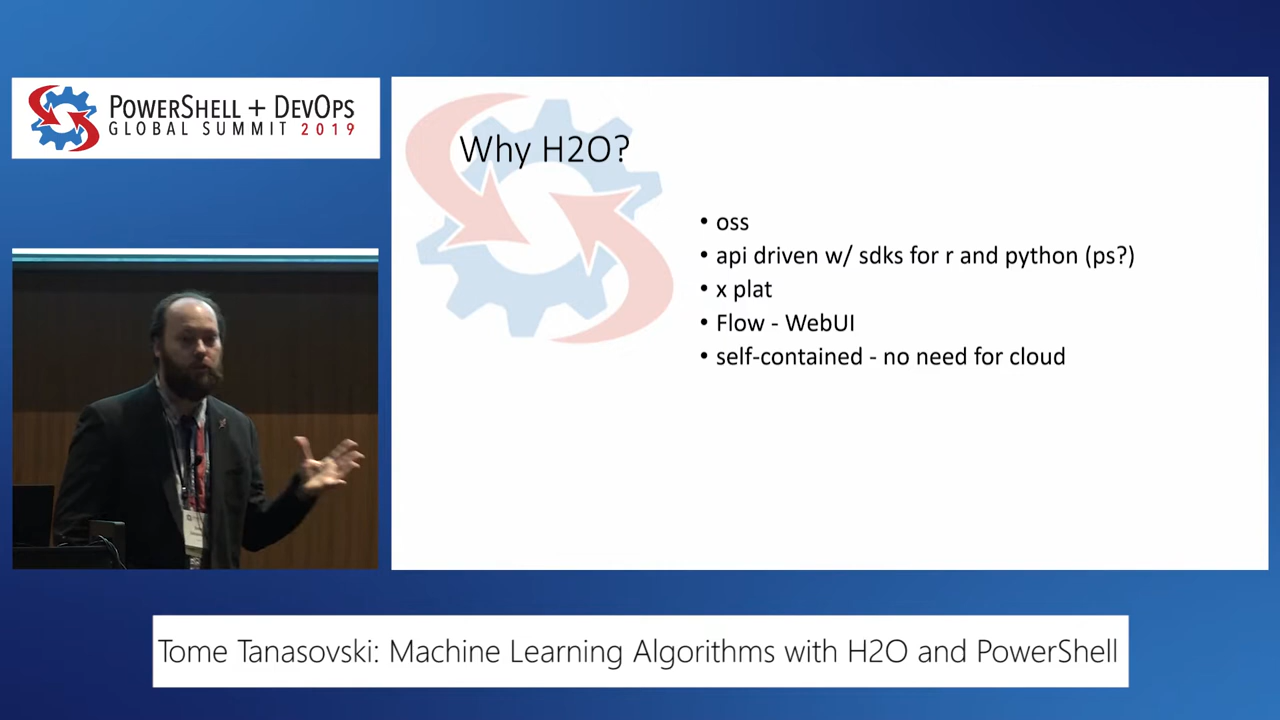 POWERSHELL + DEVOPS
GLOBAL SUMMIT 2019
Why H2O?
• oss
• api driven w/ sdks for r and python (ps?)
• x plat
• Flow - WebUI
• self-contained - no need for cloud
Tome Tanasovski: Machine Learning Algorithms with H2O and PowerShell